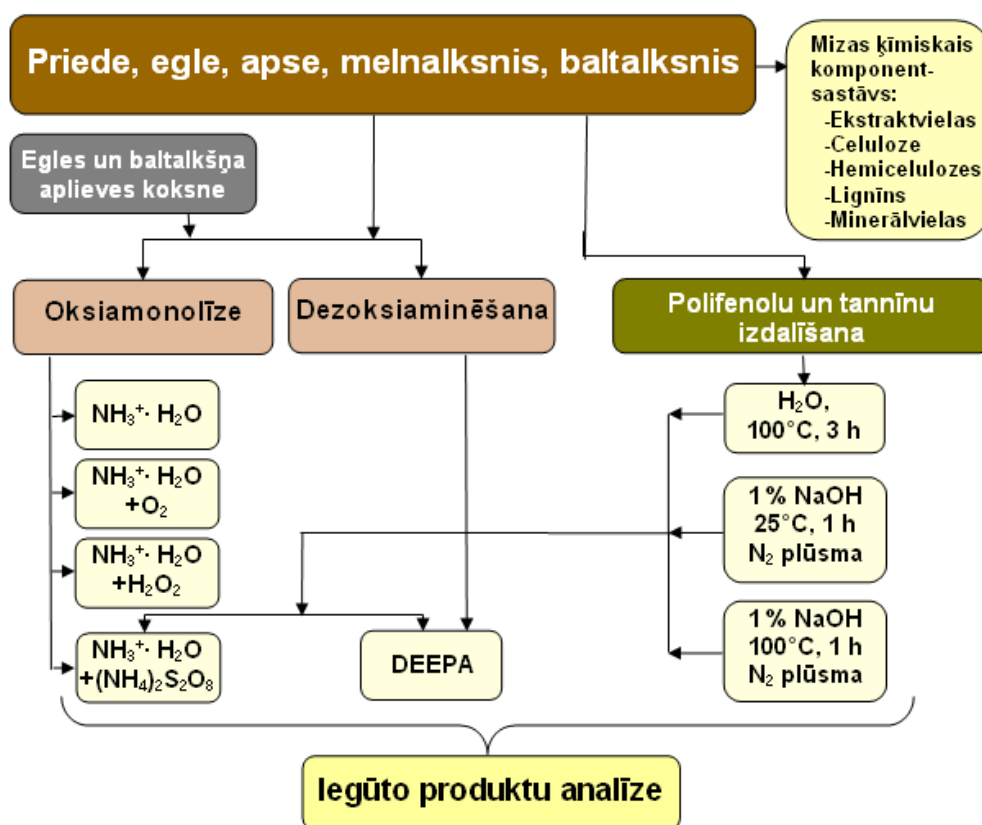 Priede, egle, apse, melnalksnis, baltalksnis
Mizas ķīmiskais
komponent-
sastāvs:
-Ekstraktvielas
-Celuloze
-Hemicelulozes
-Lignīns
-Minerālvielas
Egles un baltalkšņa
aplieves koksne
Oksiamonolīze
Dezoksiaminēšana
Polifenolu un tannīnu
izdalīšana
NH₃⁺· H₂O
NH₃⁺· H₂O
+O₂
NH₃⁺· H₂O
+H₂O₂
NH₃⁺· H₂O
+(NH₄)₂S₂O₈
DEEPA
H₂O,
100°C, 3 h
1% NaOH
25°C, 1 h
N₂ plūsma
1% NaOH
100°C, 1 h
N₂ plūsma
Iegūto produktu analīze